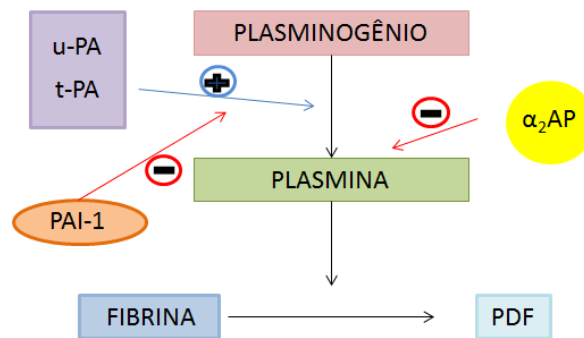 u-PA
t-PA
PLASMINOGÊNIO
α₂AP
PLASMINA
PAI-1
FIBRINA
PDF